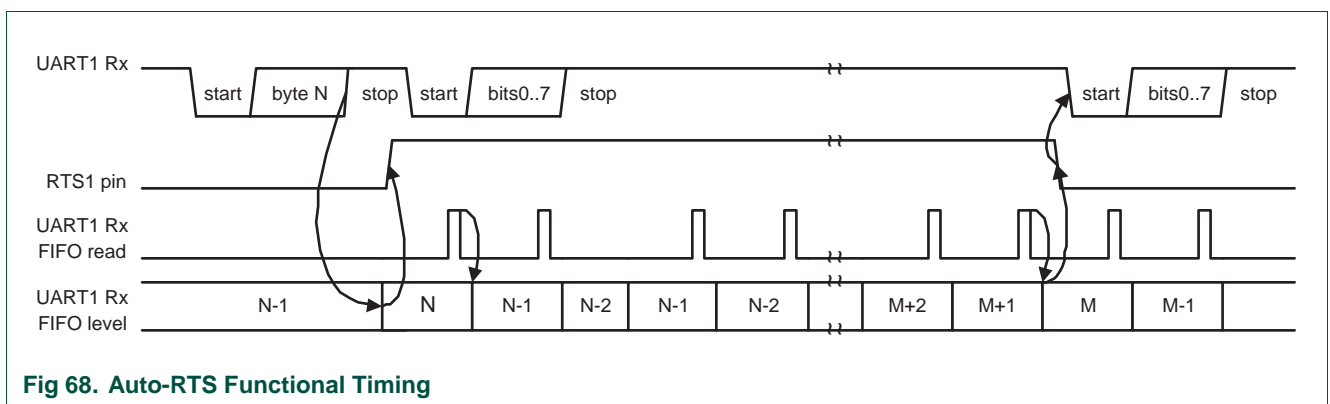 UART1 Rx
start byte N stop start bits0..7 stop start bits0..7 stop
RTS1 pin
UART1 Rx
FIFO read
UART1 Rx
FIFO level
N-1 N N-1 N-2 N-1 N-2 M+2 M+1 M M-1
Fig 68. Auto-RTS Functional Timing